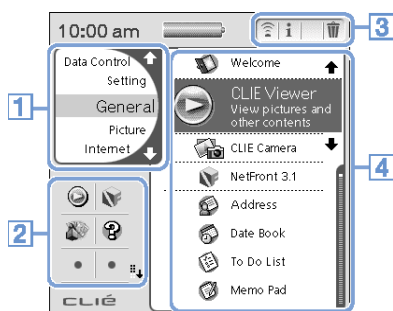 10:00 am
i
3
1
Data Control
Setting
General
Picture
Internet
Welcome
CLIE Viewer
View pictures and
other contents
CLIE Camera
NetFront 3.1
Address
Date Book
To Do List
Memo Pad
4
2
?
CLIÉ